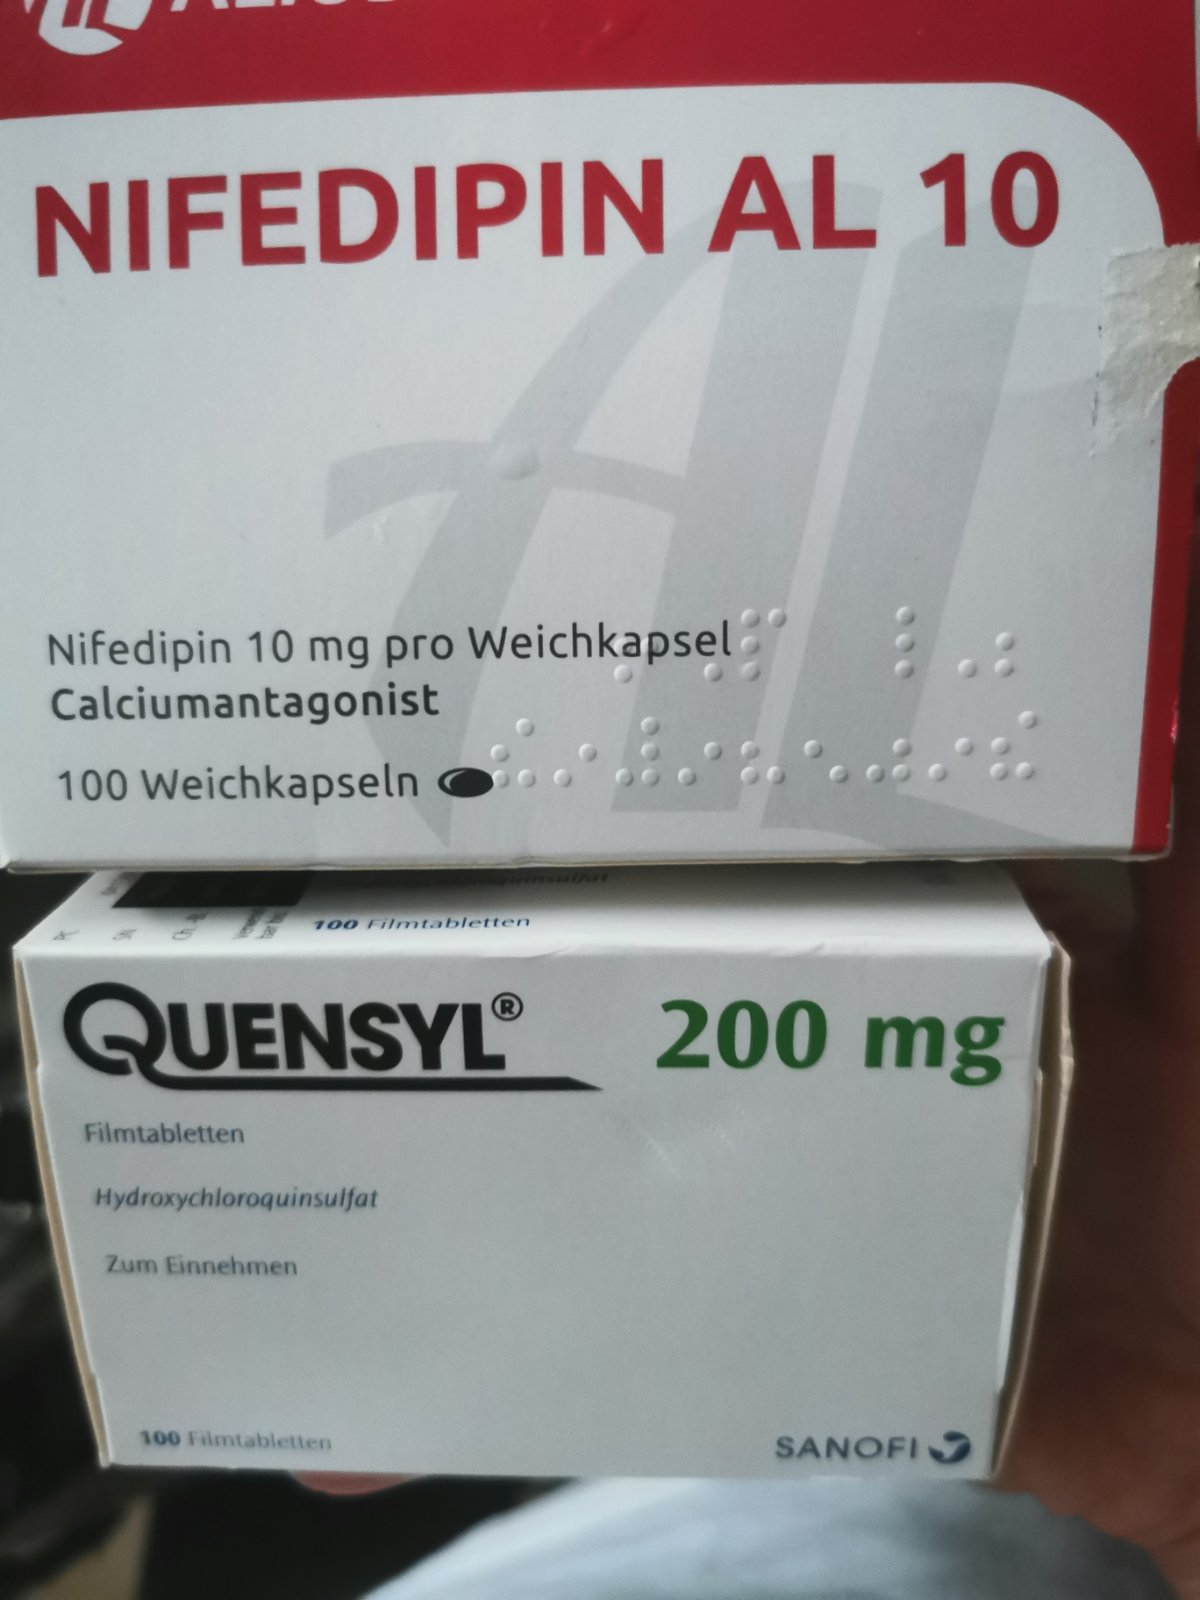 NIFEDIPIN AL 10
Nifedipin 10 mg pro Weichkapsel
Calciumantagonist
100 Weichkapseln
100 Filmtabletten
QUENSYL® 200 mg
Filmtabletten
Hydroxychloroquinsulfat
Zum Einnehmen
100 Filmtabletten
SANOFI